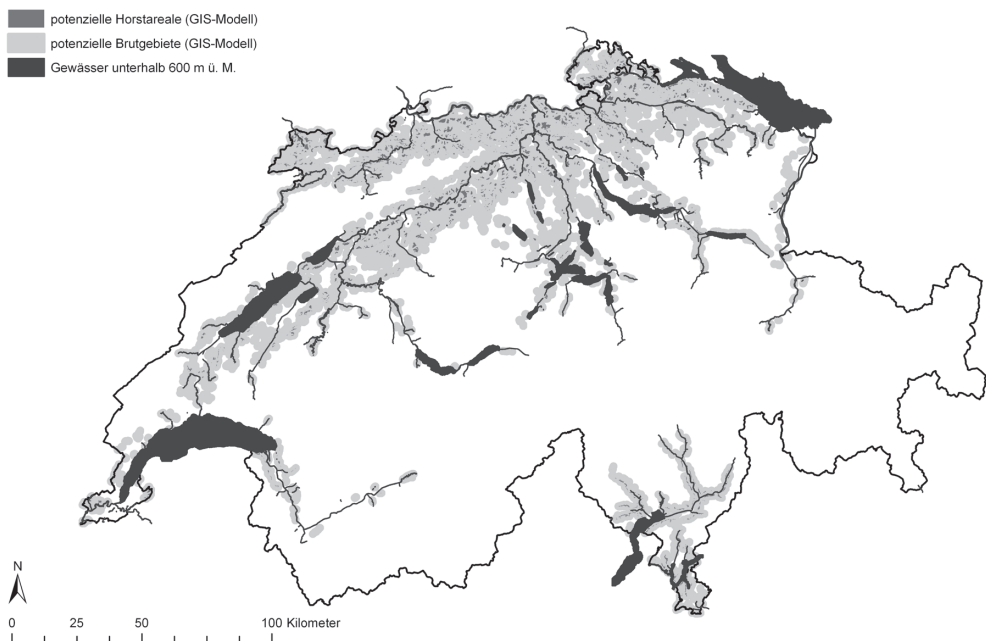 potenzielle Horstareale (GIS-Modell)
potenzielle Brutgebiete (GIS-Modell)
Gewässer unterhalb 600 m ü. M.
N
0 25 50 100 Kilometer